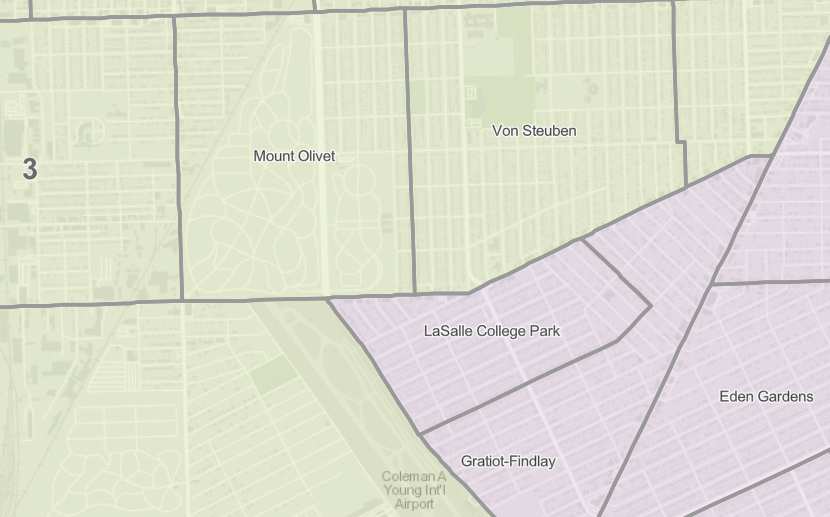 Von Steuben
Mount Olivet
3
LaSalle College Park
Eden Gardens
Gratiot-Findlay
Coleman A
Young Int'l
Airport